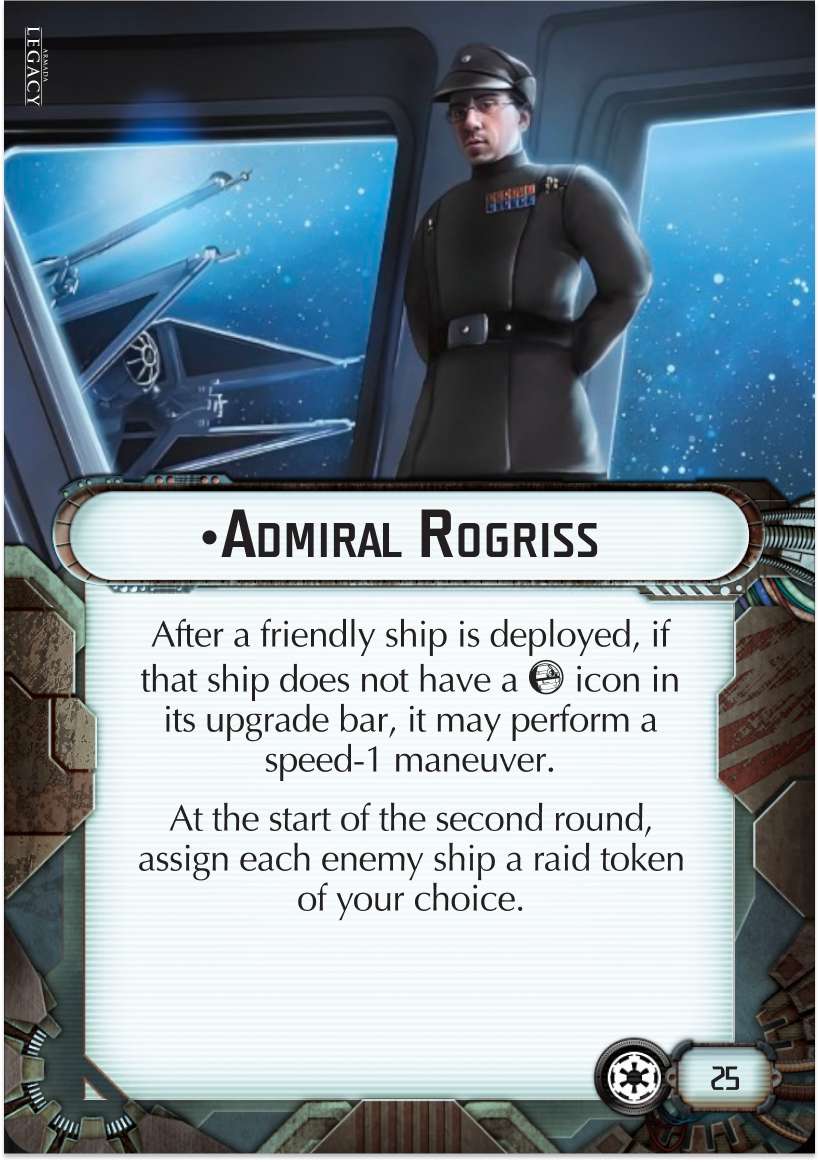 ARMADA
LEGACY
•Admiral Rogriss
After a friendly ship is deployed, if
that ship does not have a icon in
its upgrade bar, it may perform a
speed-1 maneuver.
At the start of the second round,
assign each enemy ship a raid token
of your choice.
25